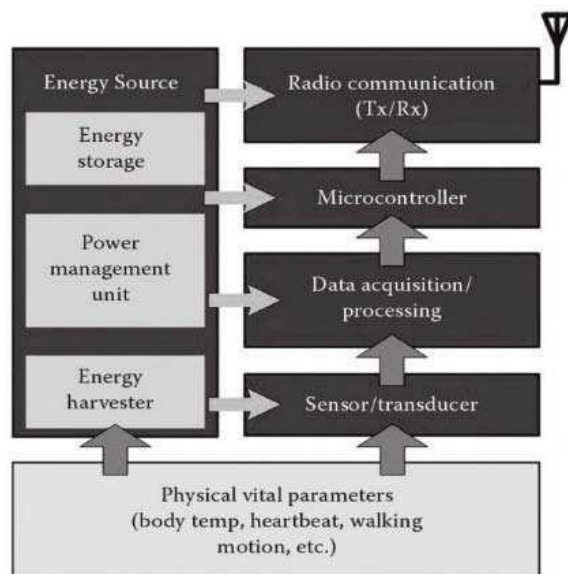 Energy Source
Energy
storage
Power
management
unit
Energy
harvester
Radio communication
(Tx/Rx)
Microcontroller
Data acquisition/
processing
Sensor/transducer
Physical vital parameters
(body temp, heartbeat, walking
motion, etc.)